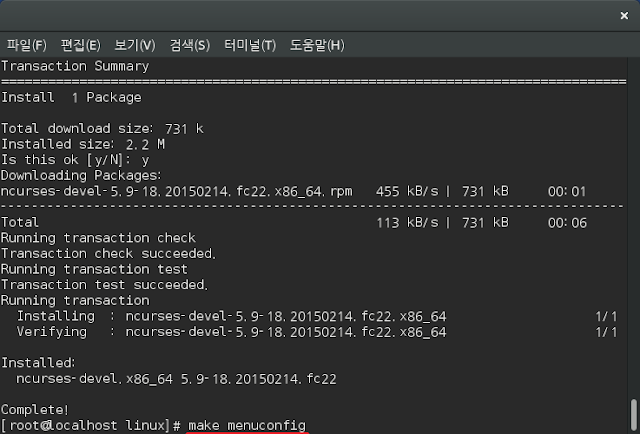 ×
파일(F) 편집(E) 보기(V) 검색(S) 터미널(T) 도움말(H)
Transaction Summary
================================================================================
Install  1 Package

Total download size: 731 k
Installed size: 2.2 M
Is this ok [y/N]: y
Downloading Packages:
ncurses-devel-5.9-18.20150214.fc22.x86_64.rpm   455 kB/s | 731 kB     00:01
--------------------------------------------------------------------------------
Total                                           113 kB/s | 731 kB     00:06
Running transaction check
Transaction check succeeded.
Running transaction test
Transaction test succeeded.
Running transaction
  Installing  : ncurses-devel-5.9-18.20150214.fc22.x86_64                   1/1
  Verifying   : ncurses-devel-5.9-18.20150214.fc22.x86_64                   1/1

Installed:
  ncurses-devel.x86_64 5.9-18.20150214.fc22

Complete!
[root@localhost linux]# make menuconfig